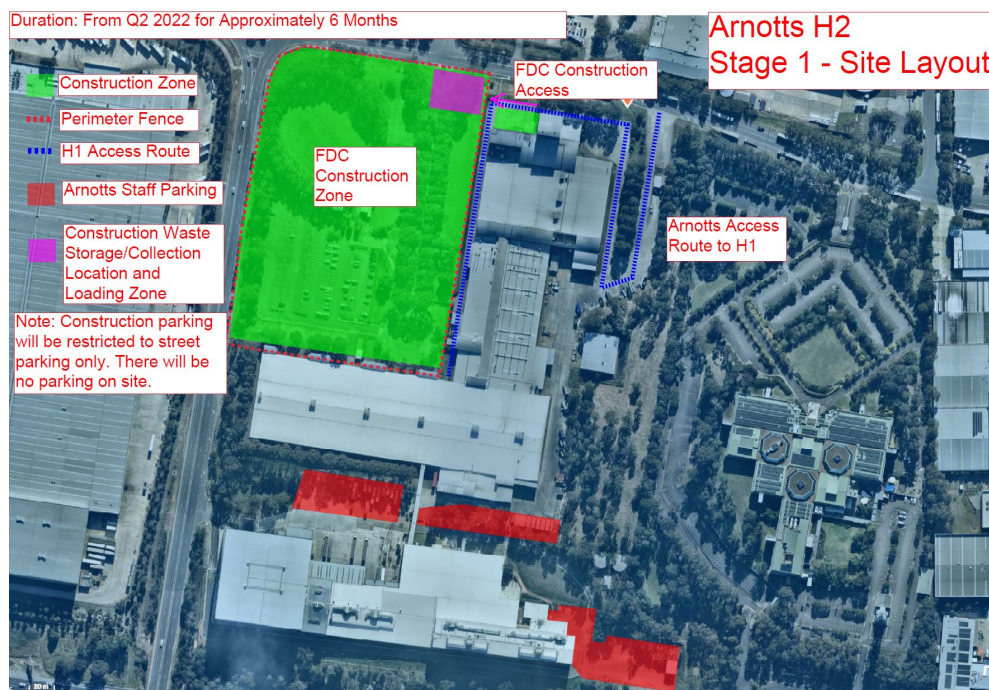 Duration: From Q2 2022 for Approximately 6 Months
Arnotts H2
Stage 1 - Site Layout
FDC Construction
Access
Construction Zone
Perimeter Fence
H1 Access Route
Arnotts Staff Parking
Construction Waste
Storage/Collection
Location and
Loading Zone
FDC
Construction
Zone
Arnotts Access
Route to H1
Note: Construction parking
will be restricted to street
parking only. There will be
no parking on site.
20 m